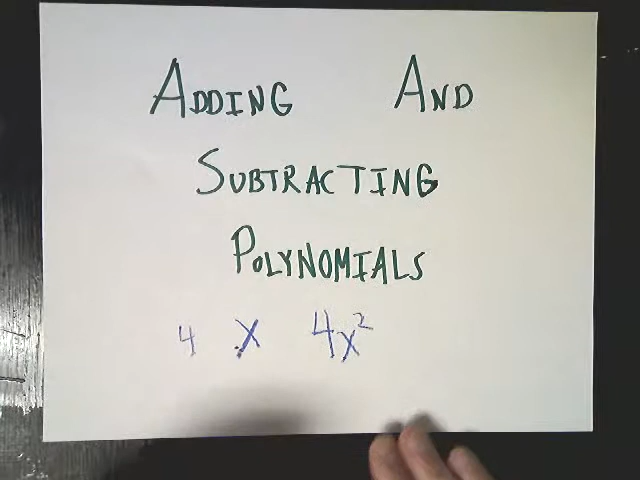 ADDING AND
SUBTRACTING
POLYNOMIALS
4 x 4x²